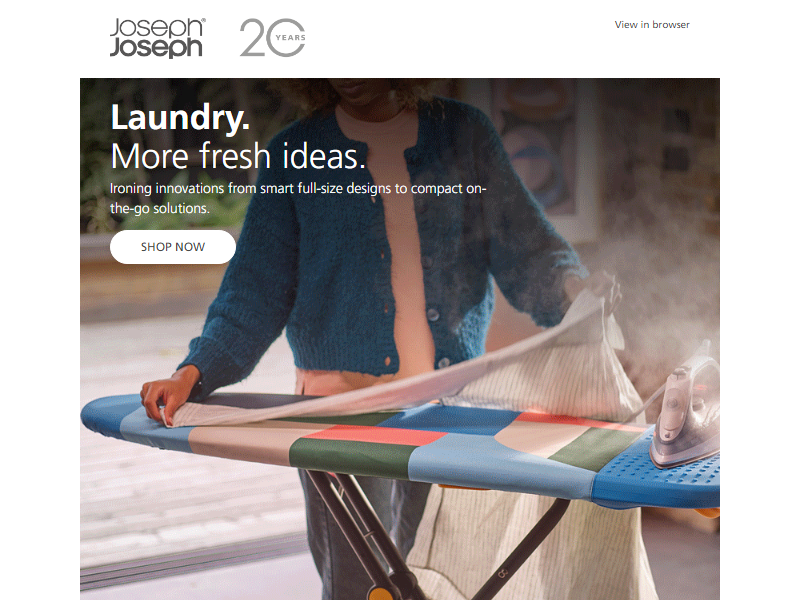 Joseph®
Joseph
20 YEARS
View in browser
Laundry.
More fresh ideas.
Ironing innovations from smart full-size designs to compact on-
the-go solutions.
SHOP NOW